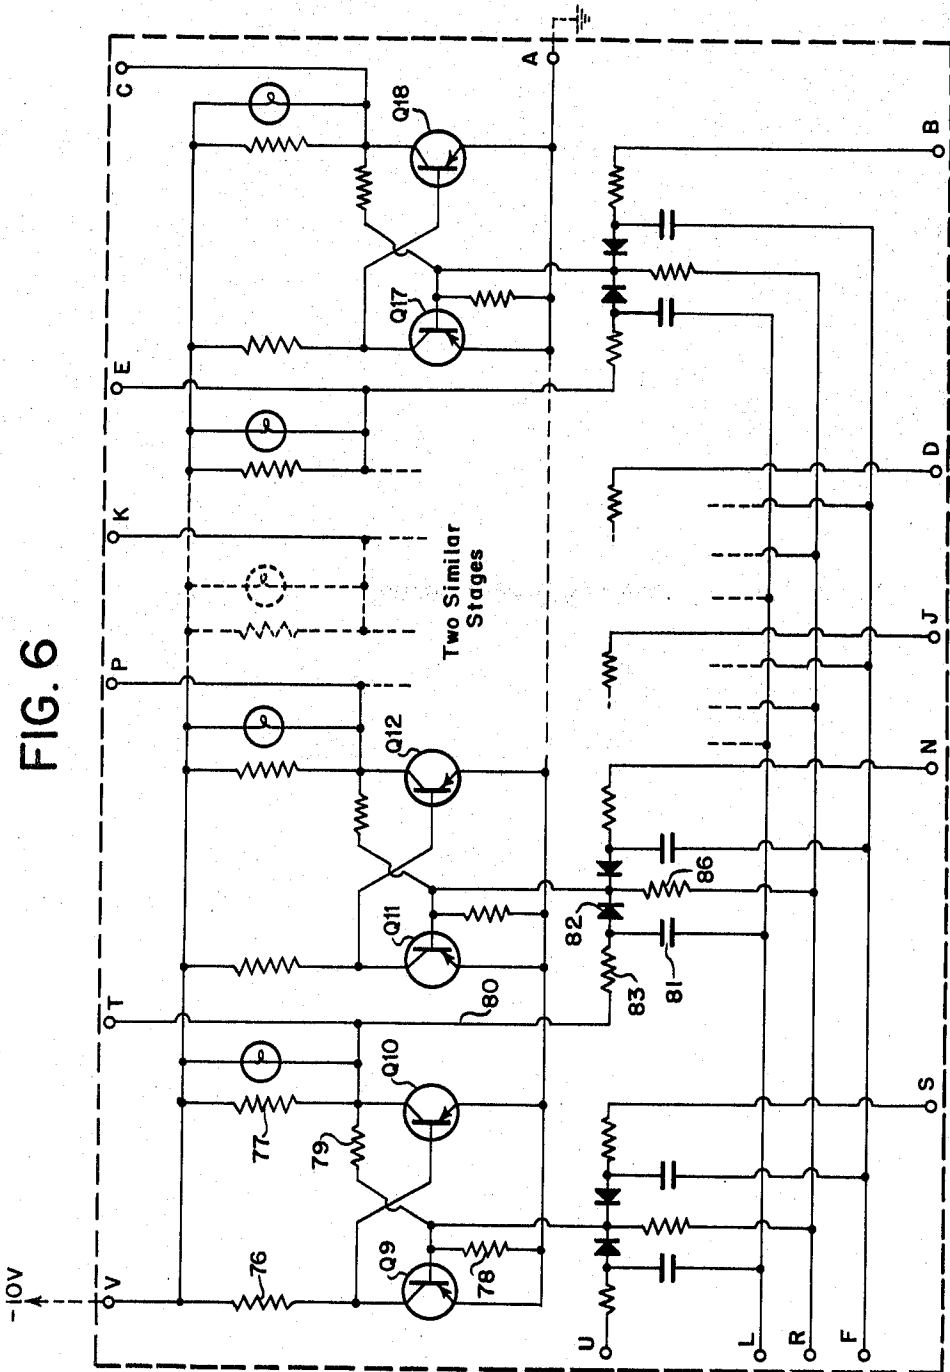 FIG. 6
-10V
V
T
P
K
E
C
76
77
79
78
80
Q9
Q10
Q11
Q12
Q17
Q18
Two Similar
Stages
A
82
83
81
86
U
L
R
F
S
N
J
D
B